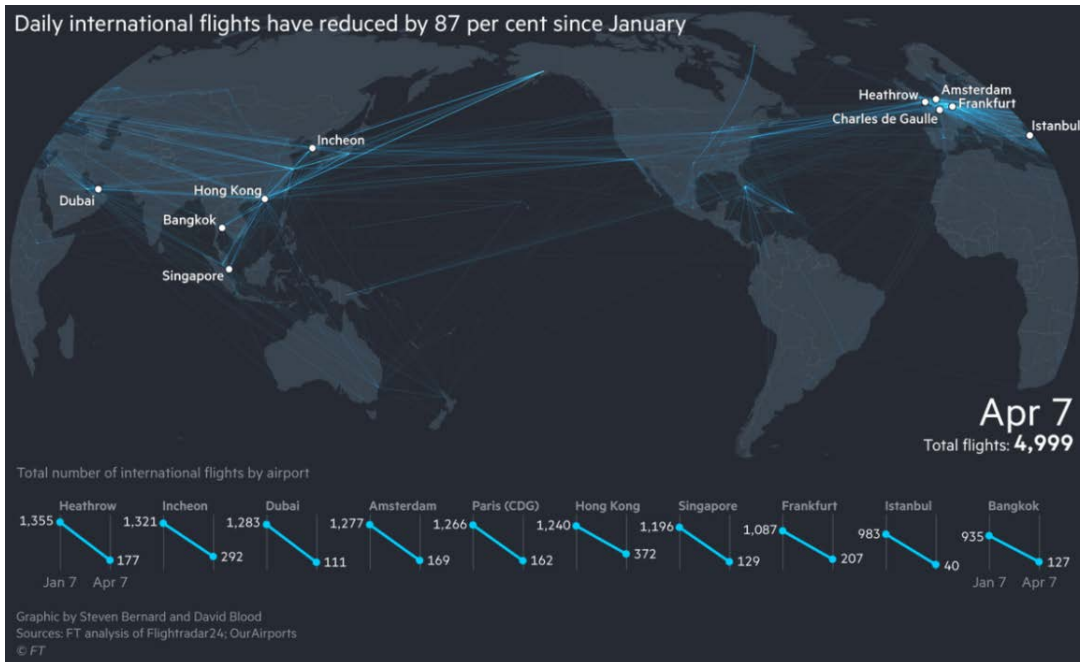 Daily international flights have reduced by 87 per cent since January
Heathrow
Amsterdam
Frankfurt
Charles de Gaulle
Istanbul
Incheon
Dubai
Hong Kong
Bangkok
Singapore
Apr 7
Total flights: 4,999
Total number of international flights by airport
Heathrow
1,355
177
Jan 7 Apr 7
Incheon
1,321
292
Dubai
1,283
111
Amsterdam
1,277
169
Paris (CDG)
1,266
162
Hong Kong
1,240
372
Singapore
1,196
129
Frankfurt
1,087
207
Istanbul
983
40
Bangkok
935
127
Jan 7 Apr 7
Graphic by Steven Bernard and David Blood
Sources: FT analysis of Flightradar24; OurAirports
© FT